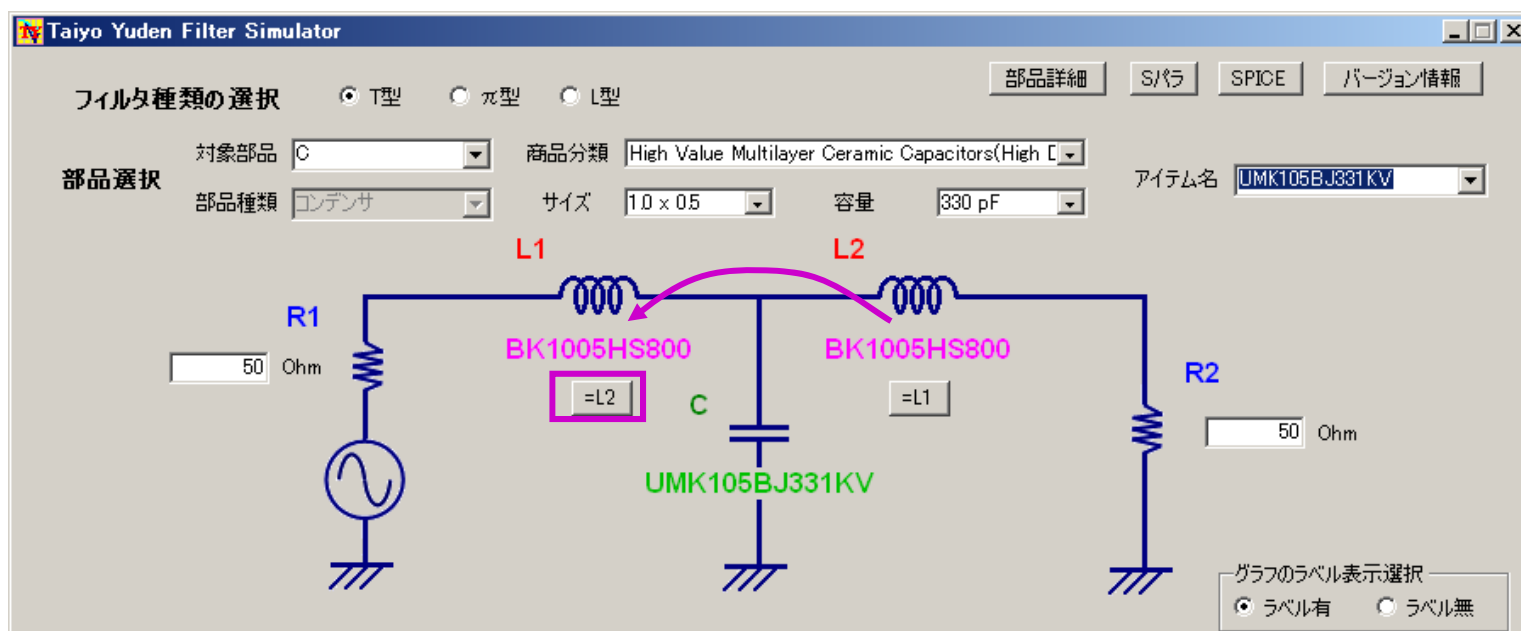 Taiyo Yuden Filter Simulator
フィルタ種類の選択 T型 π型 L型 部品詳細 Sパラ SPICE バージョン情報
部品選択
対象部品 C 商品分類 High Value Multilayer Ceramic Capacitors(High D
部品種類 コンデンサ サイズ 1.0 × 0.5 容量 330 pF
アイテム名 UMK105BJ331KV
L1 L2
R1
50 Ohm
BK1005HS800 BK1005HS800
=L2 =L1
C
R2
50 Ohm
UMK105BJ331KV
グラフのラベル表示選択
ラベル有 ラベル無